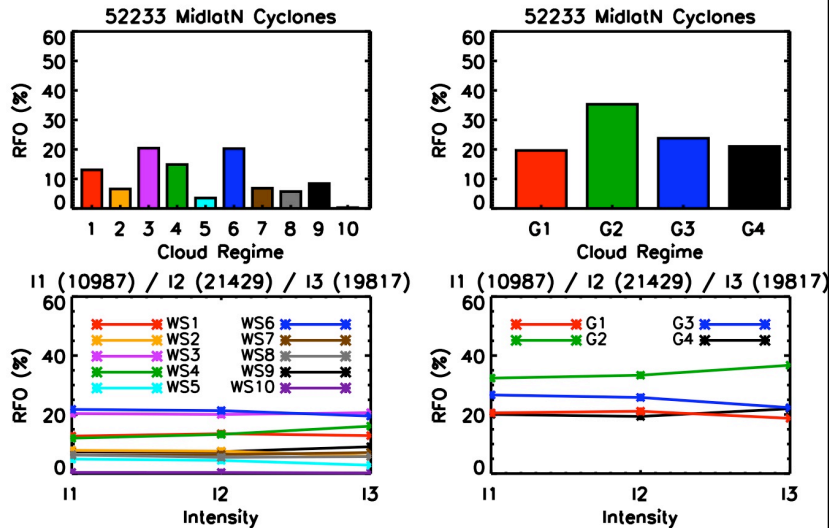 52233 MidlatN Cyclones
60
50
40
30
20
10
0
RFO (%)
1 2 3 4 5 6 7 8 9 10
Cloud Regime
52233 MidlatN Cyclones
60
50
40
30
20
10
0
RFO (%)
G1 G2 G3 G4
Cloud Regime
I1 (10987) / I2 (21429) / I3 (19817)
60
40
20
0
RFO (%)
WS1 WS6
WS2 WS7
WS3 WS8
WS4 WS9
WS5 WS10
I1 I2 I3
Intensity
I1 (10987) / I2 (21429) / I3 (19817)
60
40
20
0
RFO (%)
G1 G3
G2 G4
I1 I2 I3
Intensity